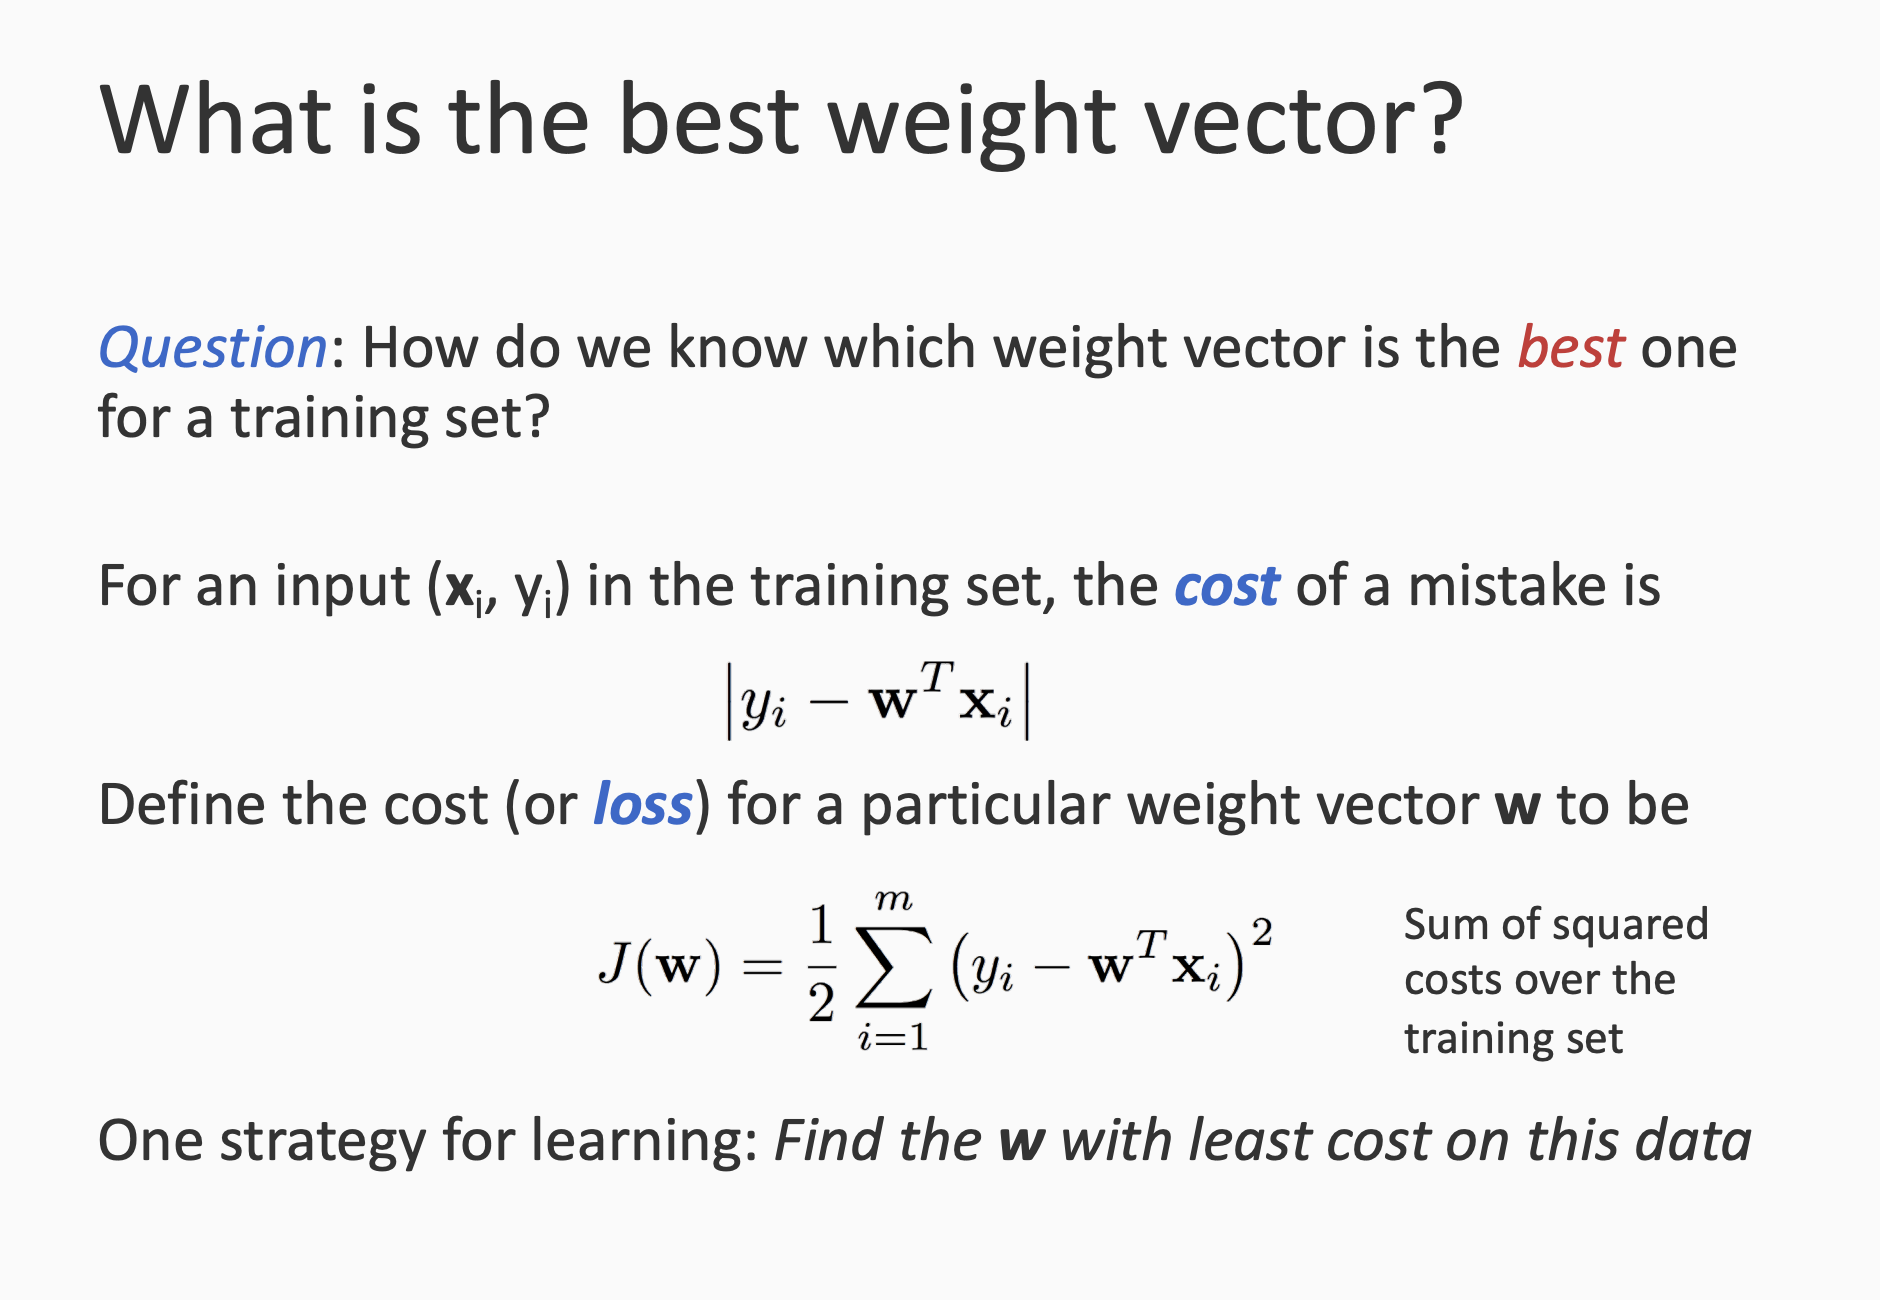 What is the best weight vector?
Question: How do we know which weight vector is the best one
for a training set?
For an input (xᵢ, yᵢ) in the training set, the cost of a mistake is
|yᵢ − wᵀxᵢ|
Define the cost (or loss) for a particular weight vector w to be
J(w) = 1/2 ∑_{i=1}^{m} (yᵢ − wᵀxᵢ)²
Sum of squared
costs over the
training set
One strategy for learning: Find the w with least cost on this data